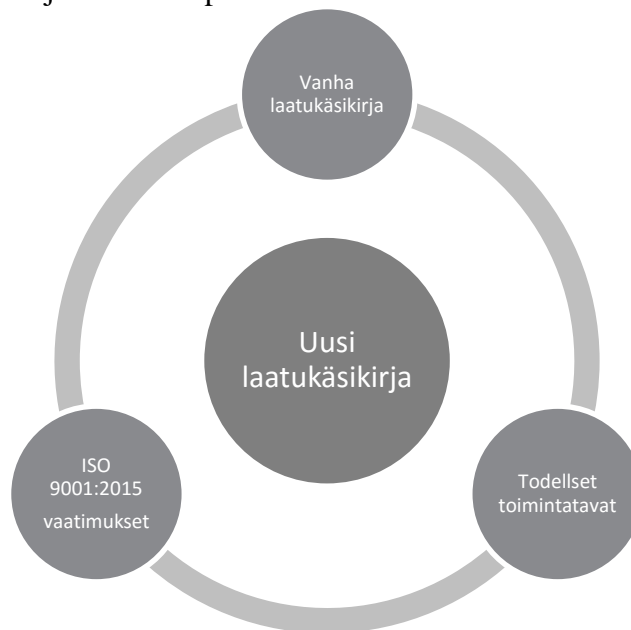 Vanha
laatukäsikirja
Uusi
laatukäsikirja
ISO
9001:2015
vaatimukset
Todellset
toimintatavat